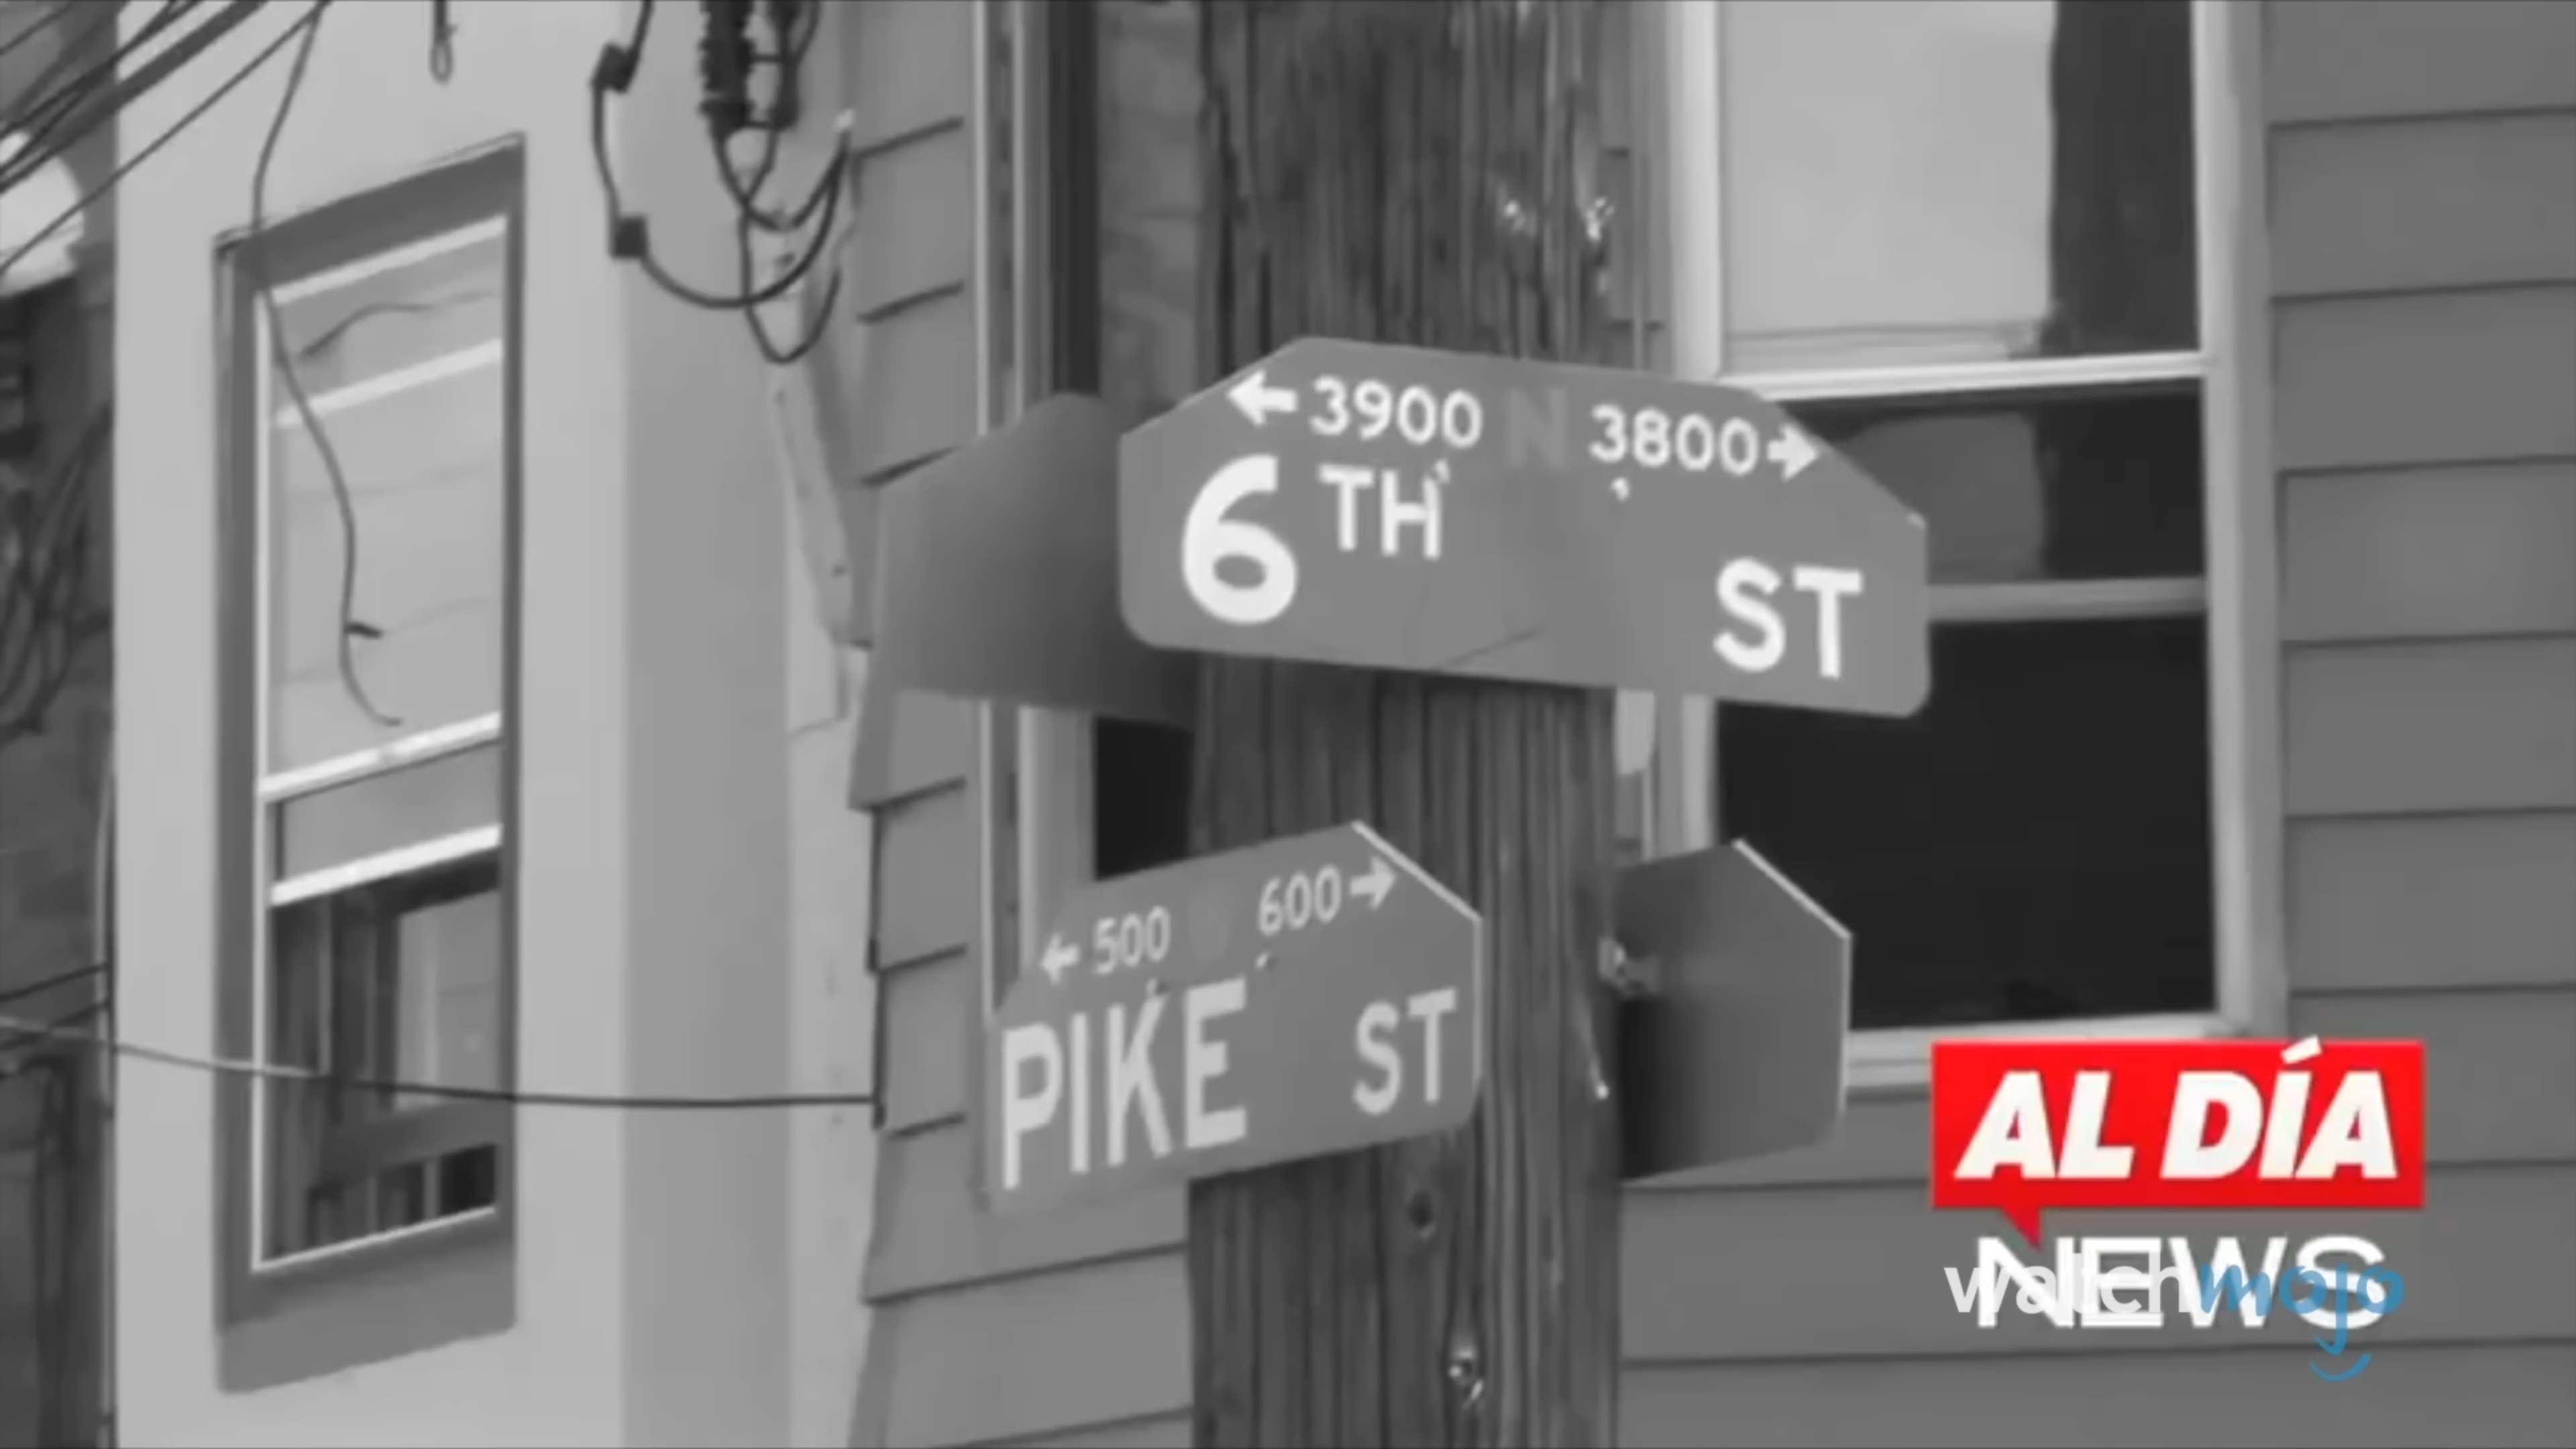 ← 3900 N 3800 →
6TH ST
← 500 600 →
PIKE ST
AL DÍA
NEWS
watchmojo